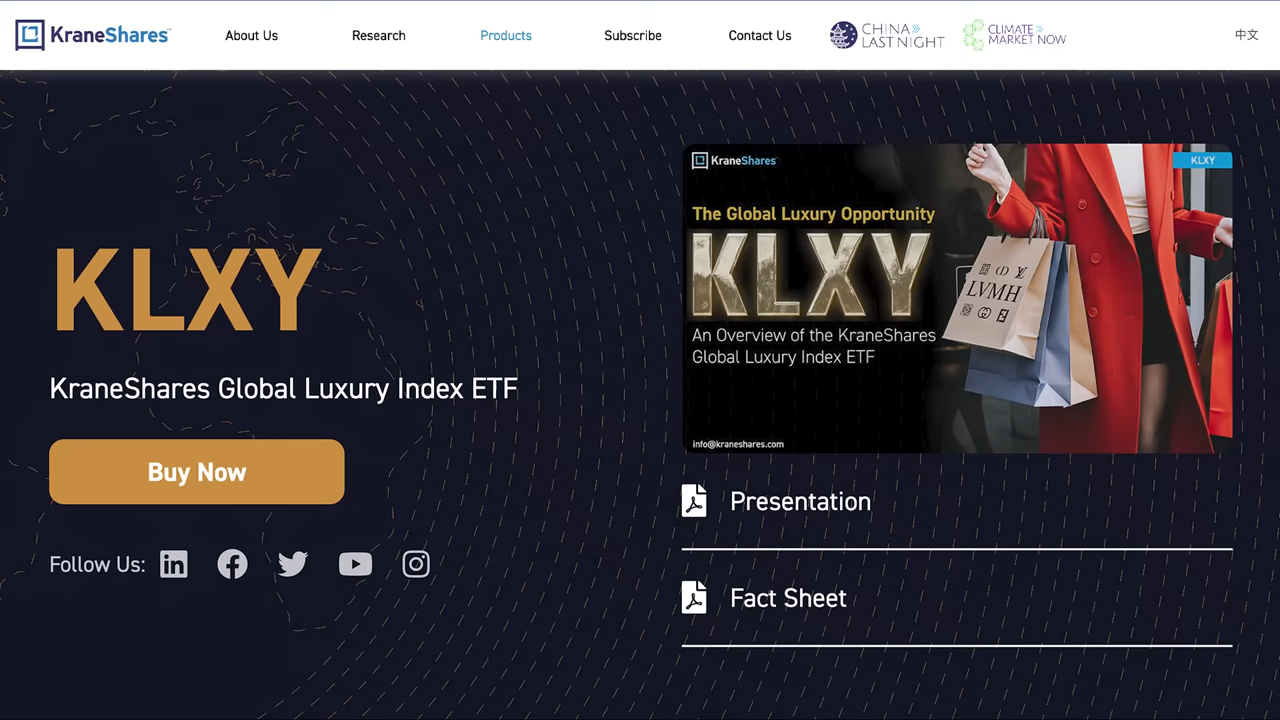 KraneShares™
About Us
Research
Products
Subscribe
Contact Us
CHINA
LAST NIGHT
CLIMATE
MARKET NOW
中文
KLXY
KraneShares Global Luxury Index ETF
Buy Now
Follow Us:
KraneShares
KLXY
The Global Luxury Opportunity
KLXY
An Overview of the KraneShares
Global Luxury Index ETF
info@kraneshares.com
LV
LVMH
Presentation
Fact Sheet